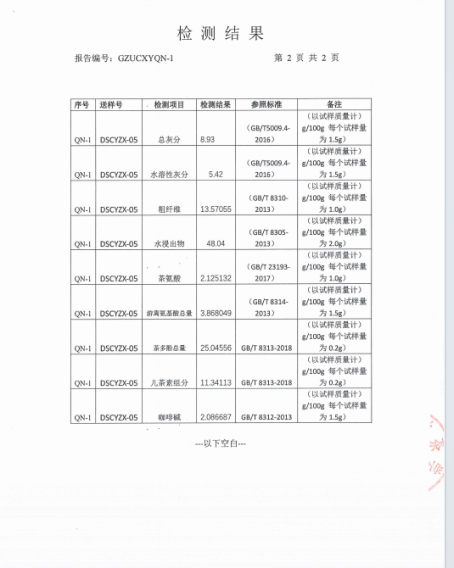 检测结果
报告编号：GZUCXYQN-1 第 2 页 共 2 页
序号 送样号 检测项目 检测结果 参照标准 备注
QN-1 DSCYZX-05 总灰分 8.93 （GB/T5009.4-2016） （以试样质量计）g/100g 每个试样量为 1.5g）
QN-1 DSCYZX-05 水溶性灰分 5.42 （GB/T5009.4-2016） （以试样质量计）g/100g 每个试样量为 1.5g）
QN-1 DSCYZX-05 粗纤维 13.57055 （GB/T 8310-2013） （以试样质量计）g/100g 每个试样量为 1.0g）
QN-1 DSCYZX-05 水浸出物 48.04 （GB/T 8305-2013） （以试样质量计）g/100g 每个试样量为 2.0g）
QN-1 DSCYZX-05 茶氨酸 2.125132 （GB/T 23193-2017） （以试样质量计）g/100g 每个试样量为 1.0g）
QN-1 DSCYZX-05 游离氨基酸总量 3.868049 （GB/T 8314-2013） （以试样质量计）g/100g 每个试样量为 1.5g）
QN-1 DSCYZX-05 茶多酚总量 25.04556 GB/T 8313-2018 （以试样质量计）g/100g 每个试样量为 0.2g）
QN-1 DSCYZX-05 儿茶素组分 11.34113 GB/T 8313-2018 （以试样质量计）g/100g 每个试样量为 0.2g）
QN-1 DSCYZX-05 咖啡碱 2.086687 GB/T 8312-2013 （以试样质量计）g/100g 每个试样量为 1.5g）
---以下空白---